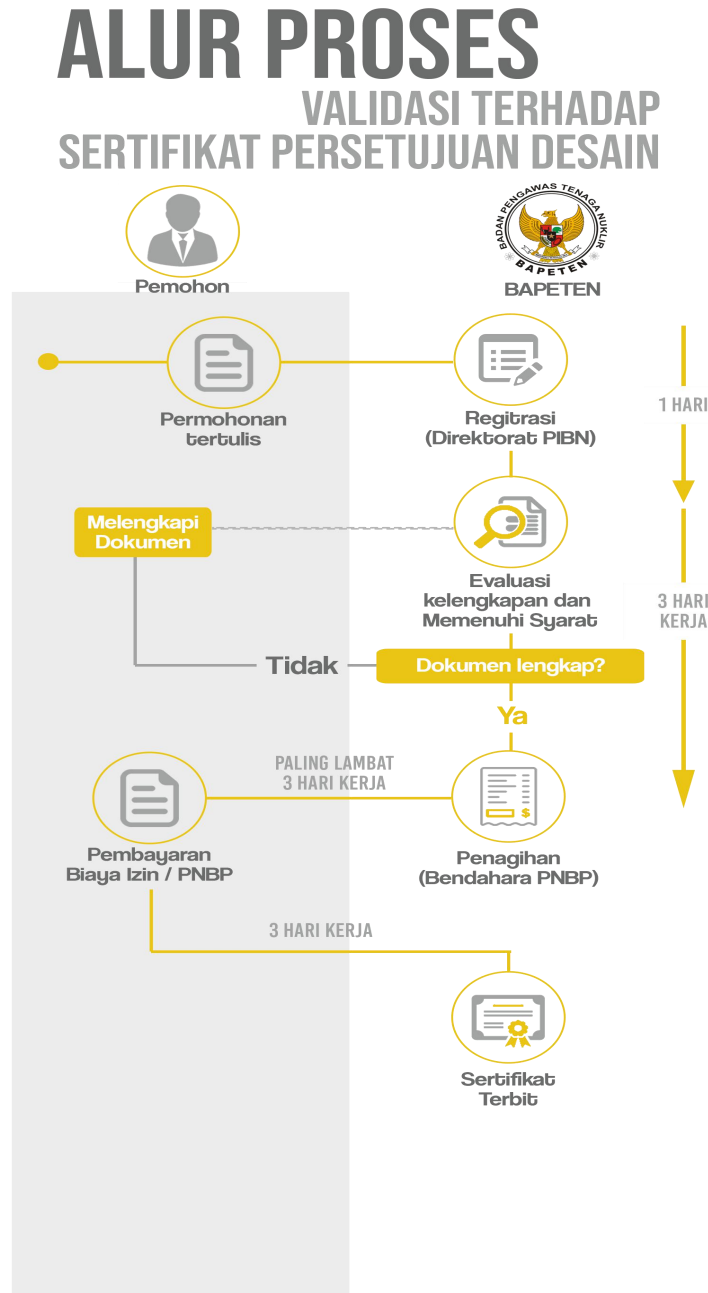 ALUR PROSES
VALIDASI TERHADAP
SERTIFIKAT PERSETUJUAN DESAIN
BADAN PENGAWAS TENAGA NUKLIR
BAPETEN
Pemohon
BAPETEN
Permohonan
tertulis
Regitrasi
(Direktorat PIBN)
1 HARI
Melengkapi
Dokumen
Evaluasi
kelengkapan dan
Memenuhi Syarat
3 HARI
KERJA
Tidak
Dokumen lengkap?
Ya
PALING LAMBAT
3 HARI KERJA
$
Pembayaran
Biaya Izin / PNBP
Penagihan
(Bendahara PNBP)
3 HARI KERJA
Sertifikat
Terbit